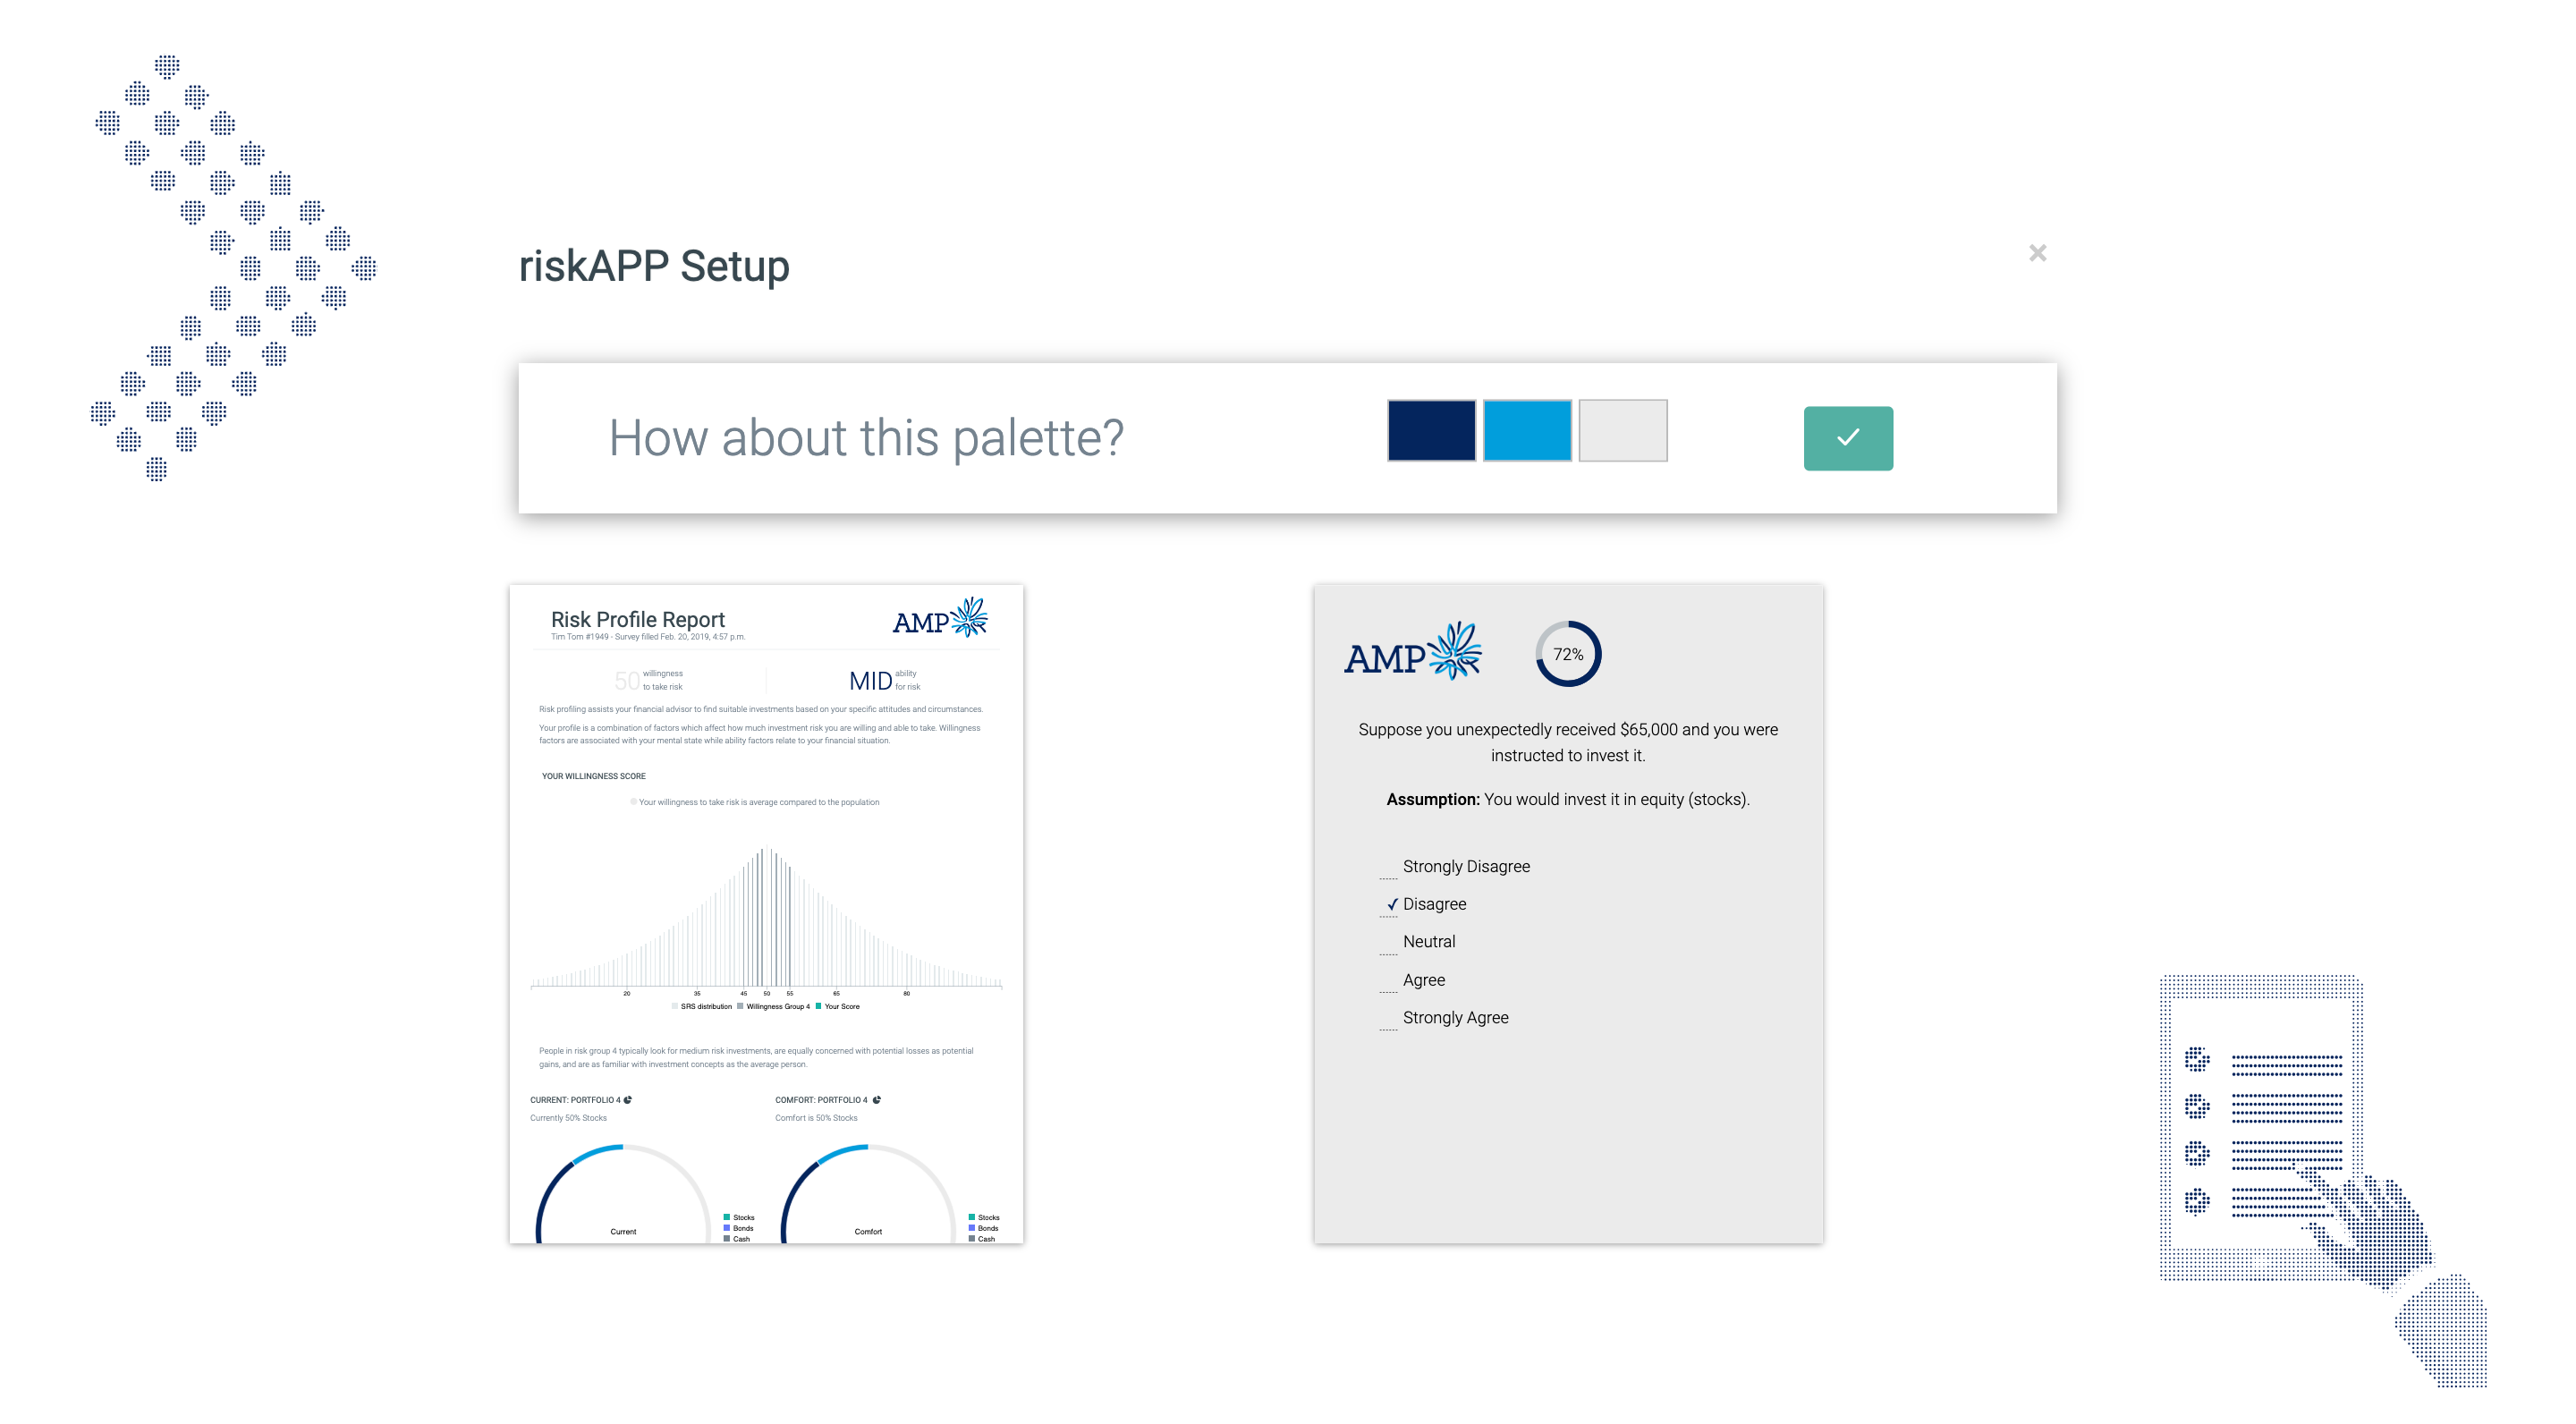 riskAPP Setup
×
How about this palette?
Risk Profile Report
Tim Tom #1949 - Survey filled Feb. 20, 2019, 4:57 p.m.
AMP
50 willingness
to take risk
MID ability
for risk
Risk profiling assists your financial advisor to find suitable investments based on your specific attitudes and circumstances.
Your profile is a combination of factors which affect how much investment risk you are willing and able to take. Willingness
factors are associated with your mental state while ability factors relate to your financial situation.
YOUR WILLINGNESS SCORE
Your willingness to take risk is average compared to the population
20 35 45 50 55 65 80
SRS distribution Willingness Group 4 Your Score
People in risk group 4 typically look for medium risk investments, are equally concerned with potential losses as potential
gains, and are as familiar with investment concepts as the average person.
CURRENT: PORTFOLIO 4
Currently 50% Stocks
Current
Stocks
Bonds
Cash
COMFORT: PORTFOLIO 4
Comfort is 50% Stocks
Comfort
Stocks
Bonds
Cash
AMP
72%
Suppose you unexpectedly received $65,000 and you were
instructed to invest it.
Assumption: You would invest it in equity (stocks).
Strongly Disagree
✓ Disagree
Neutral
Agree
Strongly Agree